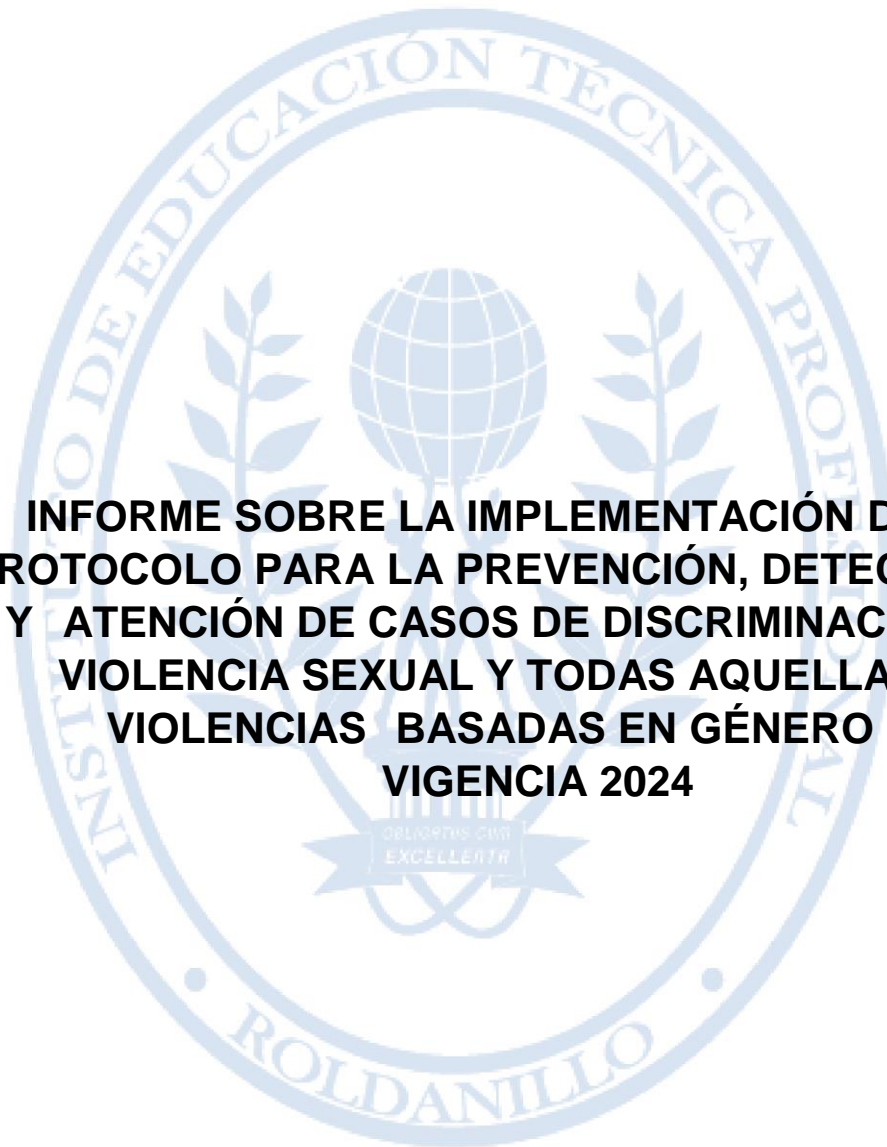 INSTITUTO DE EDUCACIÓN TÉCNICA PROFESIONAL
INFORME SOBRE LA IMPLEMENTACIÓN D
ROTOCOLO PARA LA PREVENCIÓN, DETEC
Y ATENCIÓN DE CASOS DE DISCRIMINAC
VIOLENCIA SEXUAL Y TODAS AQUELLA
VIOLENCIAS BASADAS EN GÉNERO
VIGENCIA 2024
EXCELLENTR
• ROLDANILLO •